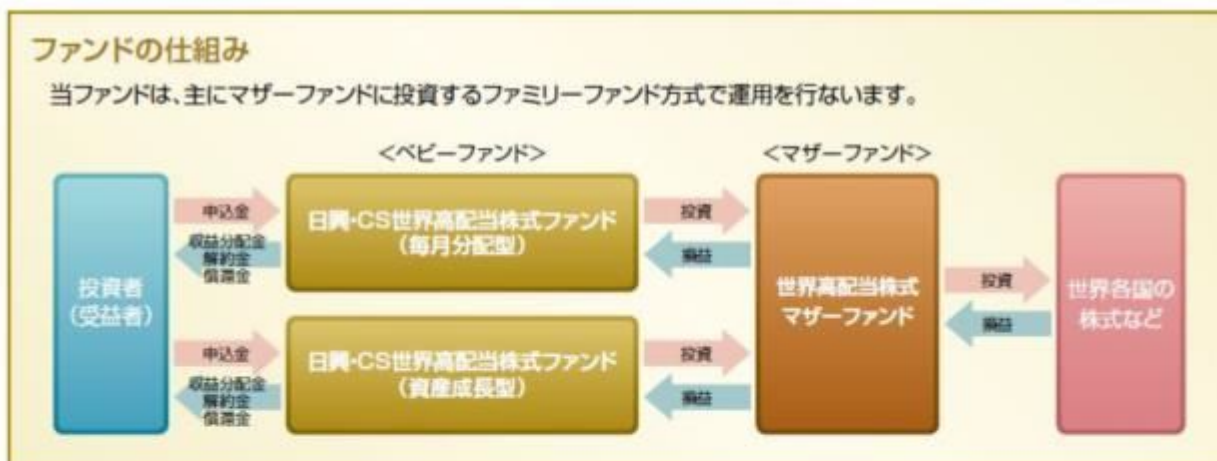 ファンドの仕組み
当ファンドは、主にマザーファンドに投資するファミリーファンド方式で運用を行ないます。
＜ベビーファンド＞
＜マザーファンド＞
投資者
（受益者）
申込金
収益分配金
解約金
償還金
日興・CS世界高配当株式ファンド
（毎月分配型）
投資
損益
申込金
収益分配金
解約金
償還金
日興・CS世界高配当株式ファンド
（資産成長型）
投資
損益
世界高配当株式
マザーファンド
投資
損益
世界各国の
株式など